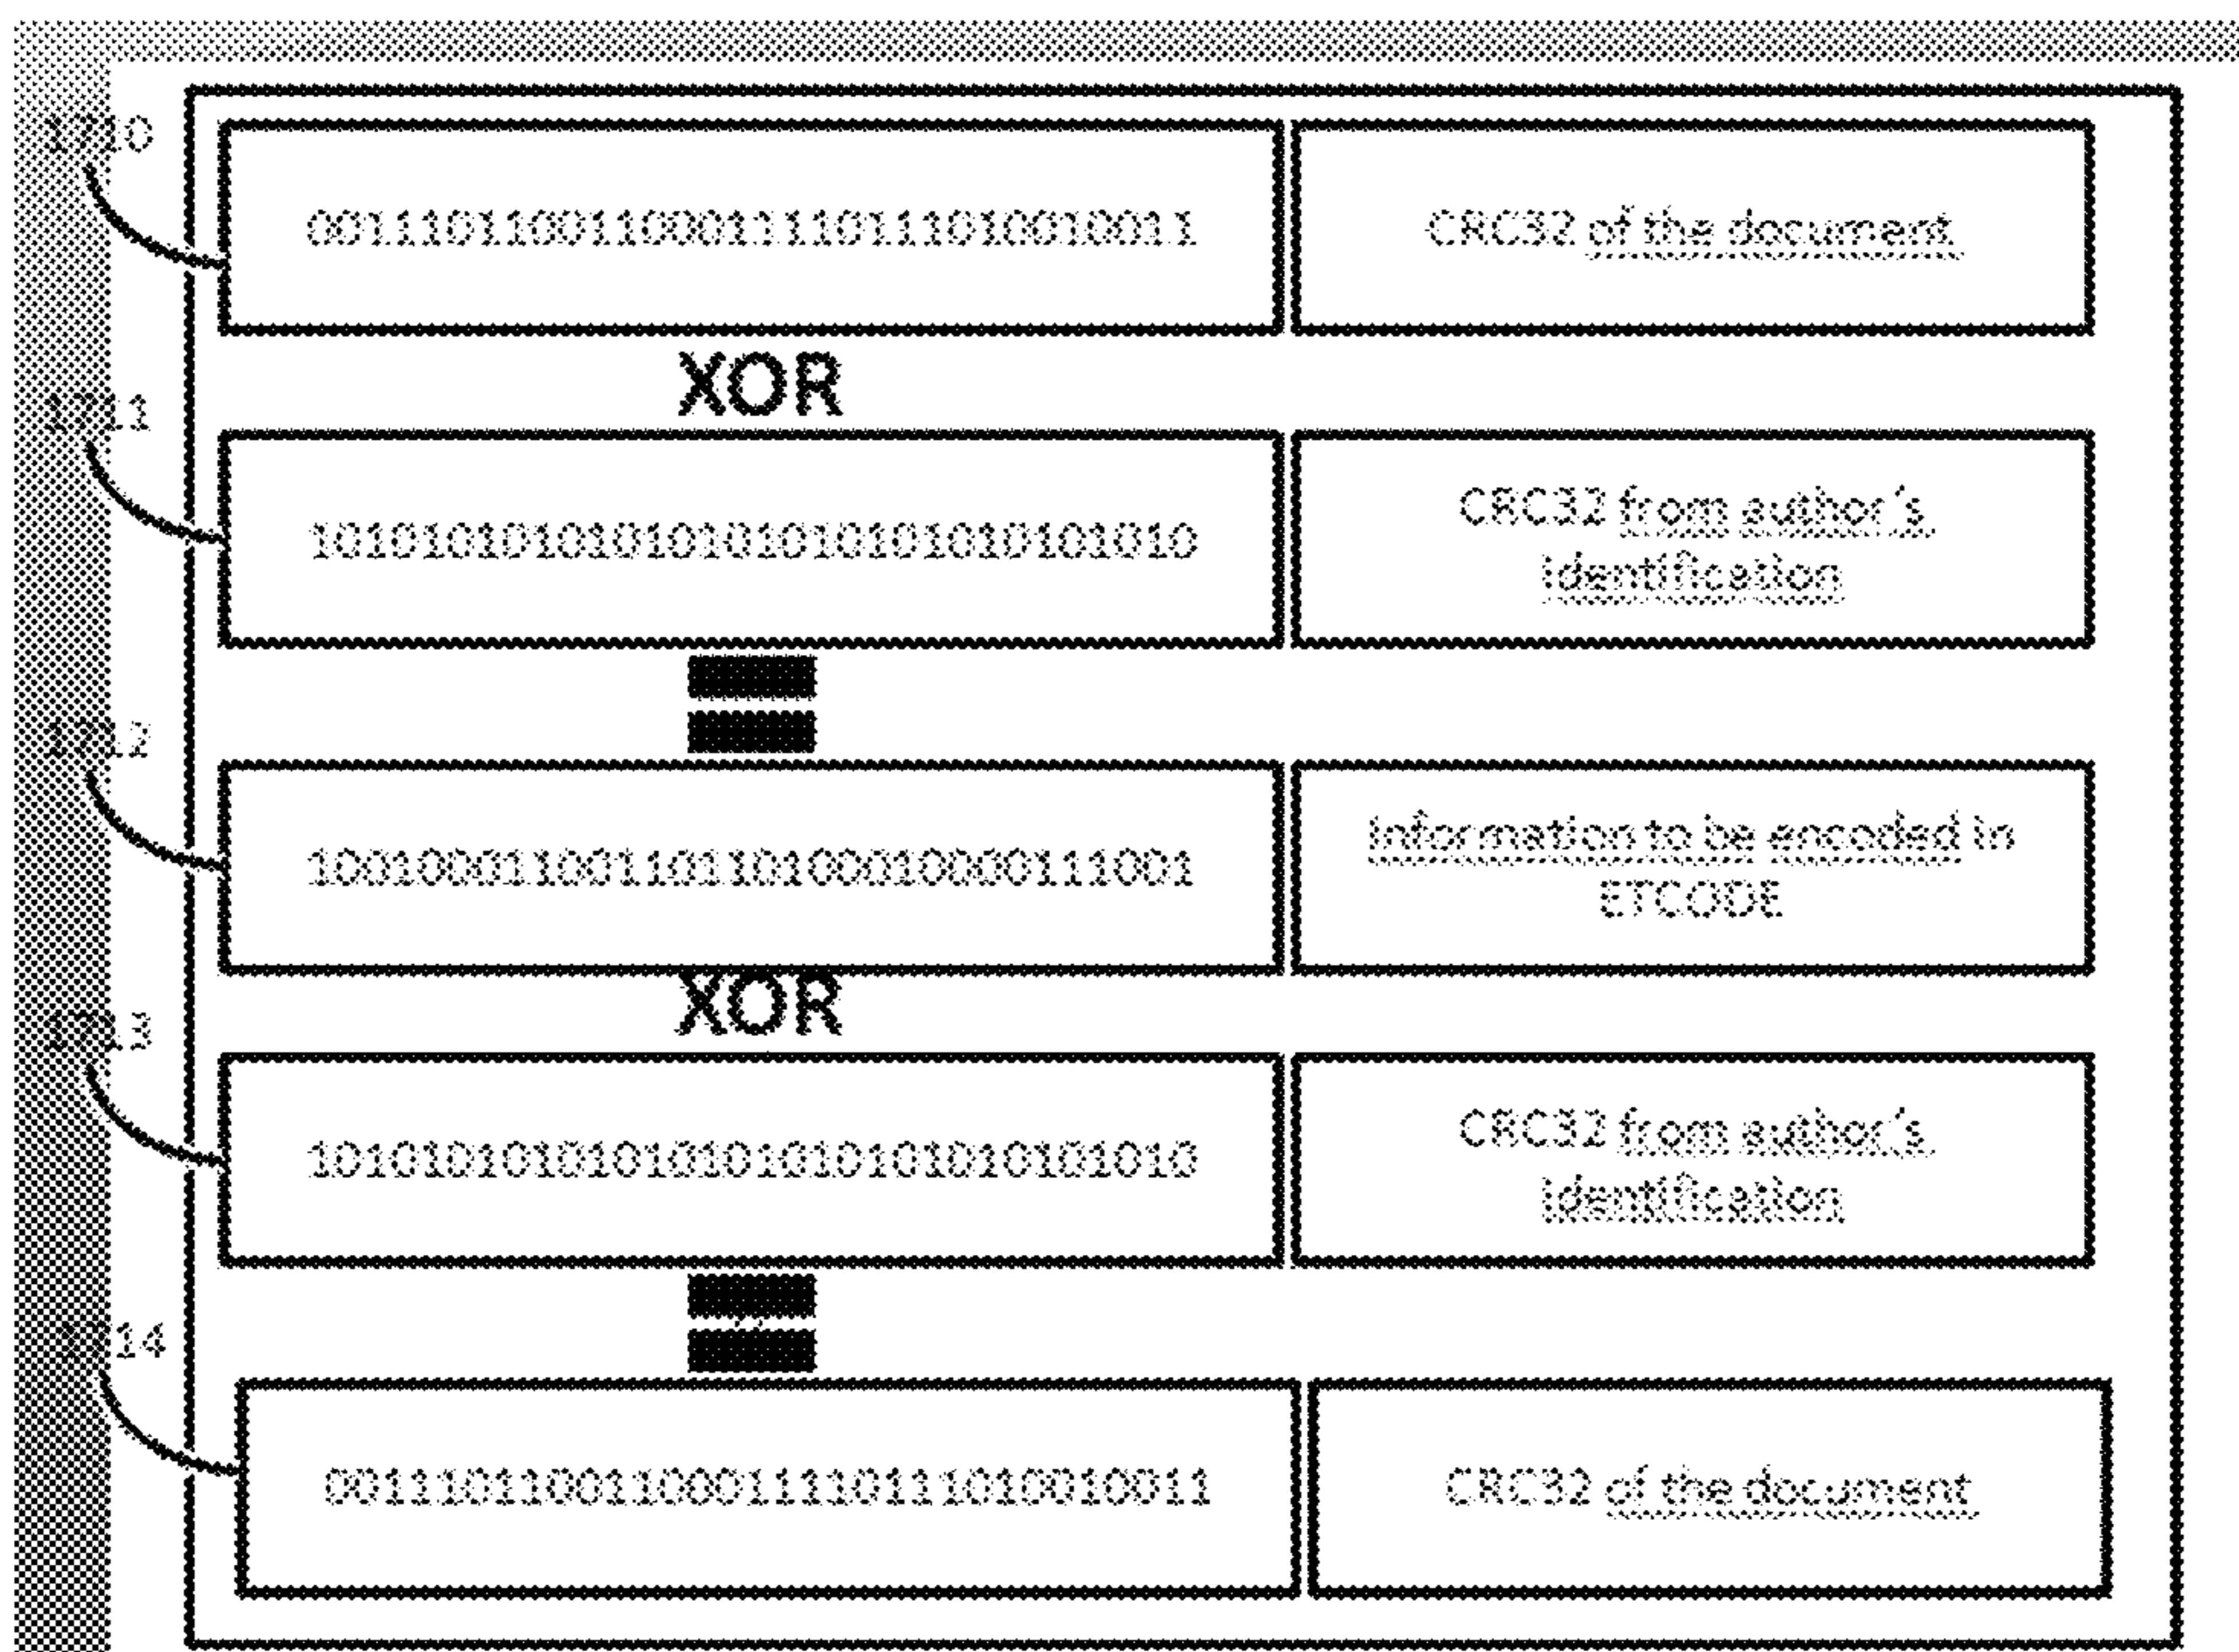 1710
00111011001100011110111010010011
CRC32 of the document
XOR
1711
10101010101010101010101010101010
CRC32 from author's
identification
=
1712
10010001100110110100010000111001
Information to be encoded in
ETCODE
XOR
1713
10101010101010101010101010101010
CRC32 from author's
identification
=
1714
00111011001100011110111010010011
CRC32 of the document